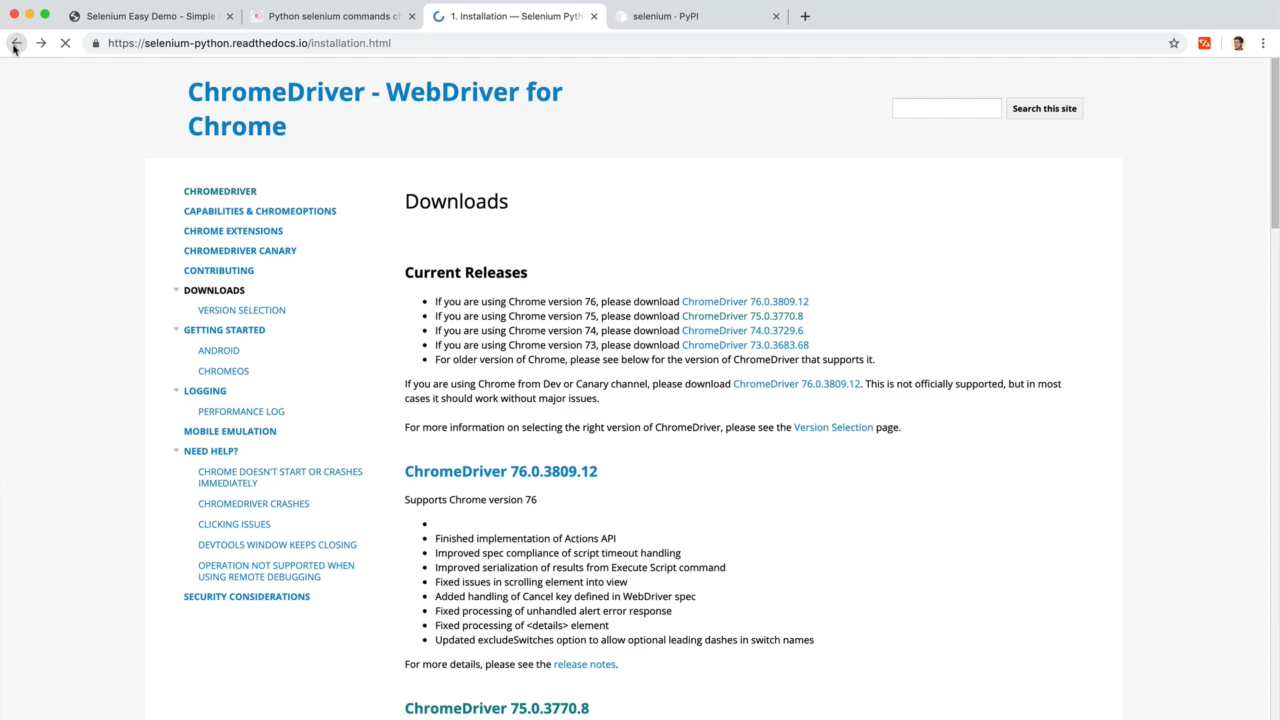 Selenium Easy Demo - Simple
Python selenium commands c
1. Installation — Selenium Pyth
selenium · PyPI
https://selenium-python.readthedocs.io/installation.html
ChromeDriver - WebDriver for
Chrome
Search this site
CHROMEDRIVER
CAPABILITIES & CHROMEOPTIONS
CHROME EXTENSIONS
CHROMEDRIVER CANARY
CONTRIBUTING
DOWNLOADS
VERSION SELECTION
GETTING STARTED
ANDROID
CHROMEOS
LOGGING
PERFORMANCE LOG
MOBILE EMULATION
NEED HELP?
CHROME DOESN'T START OR CRASHES
IMMEDIATELY
CHROMEDRIVER CRASHES
CLICKING ISSUES
DEVTOOLS WINDOW KEEPS CLOSING
OPERATION NOT SUPPORTED WHEN
USING REMOTE DEBUGGING
SECURITY CONSIDERATIONS
Downloads
Current Releases
If you are using Chrome version 76, please download ChromeDriver 76.0.3809.12
If you are using Chrome version 75, please download ChromeDriver 75.0.3770.8
If you are using Chrome version 74, please download ChromeDriver 74.0.3729.6
If you are using Chrome version 73, please download ChromeDriver 73.0.3683.68
For older version of Chrome, please see below for the version of ChromeDriver that supports it.
If you are using Chrome from Dev or Canary channel, please download ChromeDriver 76.0.3809.12. This is not officially supported, but in most
cases it should work without major issues.
For more information on selecting the right version of ChromeDriver, please see the Version Selection page.
ChromeDriver 76.0.3809.12
Supports Chrome version 76
Finished implementation of Actions API
Improved spec compliance of script timeout handling
Improved serialization of results from Execute Script command
Fixed issues in scrolling element into view
Added handling of Cancel key defined in WebDriver spec
Fixed processing of unhandled alert error response
Fixed processing of <details> element
Updated excludeSwitches option to allow optional leading dashes in switch names
For more details, please see the release notes.
ChromeDriver 75.0.3770.8